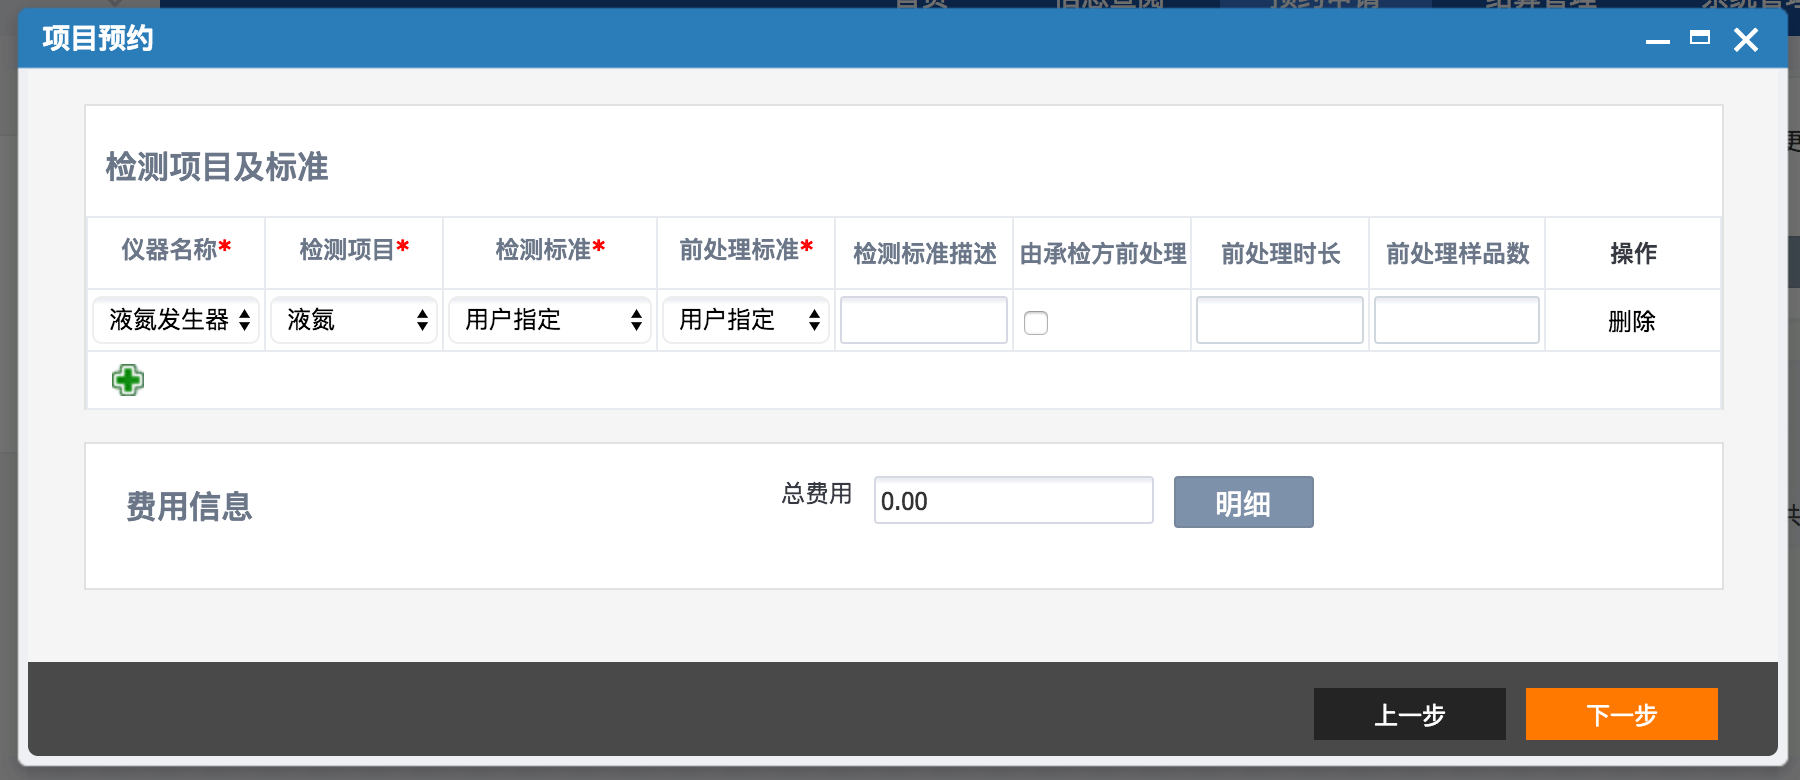 项目预约
检测项目及标准
仪器名称* 检测项目* 检测标准* 前处理标准* 检测标准描述 由承检方前处理 前处理时长 前处理样品数 操作
液氮发生器 液氮 用户指定 用户指定 删除
费用信息 总费用 0.00 明细
上一步 下一步